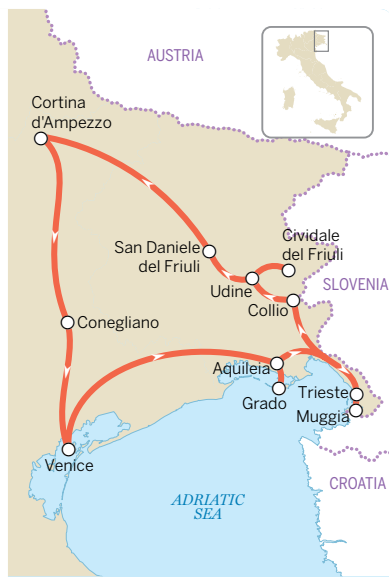 AUSTRIA
Cortina
d'Ampezzo
San Daniele
del Friuli
Cividale
del Friuli
Udine
SLOVENIA
Collio
Conegliano
Aquileia
Grado
Trieste
Muggia
Venice
CROATIA
ADRIATIC
SEA